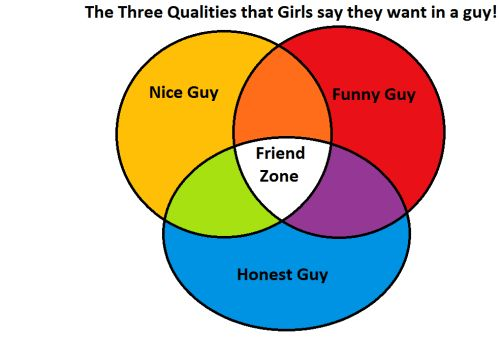 The Three Qualities that Girls say they want in a guy!
Nice Guy
Funny Guy
Friend
Zone
Honest Guy